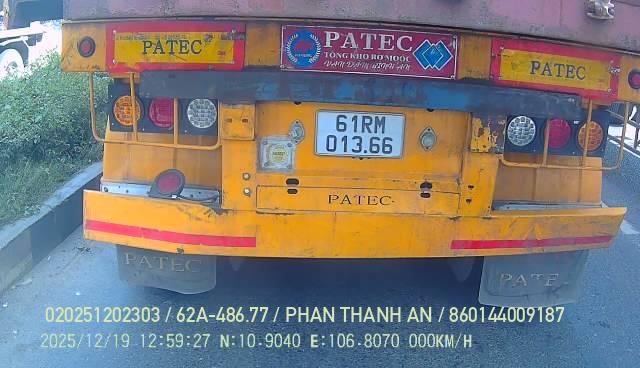 PATEC
PATEC
TỔNG KHO RƠ MOÓC
PATEC
61RM
013.66
PATEC
PATEC
PATE
020251202303 / 62A-486.77 / PHAN THANH AN / 860144009187
2025/12/19 12:59:27 N:10.9040 E:106.8070 000KM/H